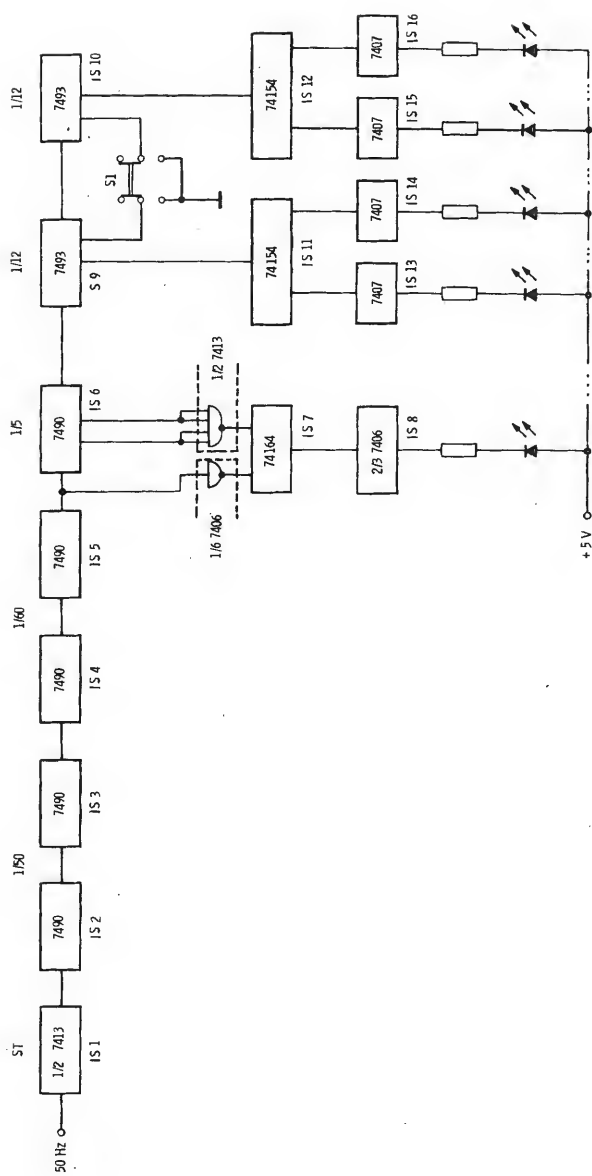 ST
1/50
1/60
1/5
1/12
1/12
50 Hz
1/2 7413
7490
7490
7490
7490
7490
7493
7493
IS 1
IS 2
IS 3
IS 4
IS 5
IS 6
S 9
S1
IS 10
1/6 7406
1/2 7413
74164
74154
74154
IS 7
IS 11
IS 12
2/3 7406
7407
7407
7407
7407
IS 8
IS 13
IS 14
IS 15
IS 16
+ 5 V